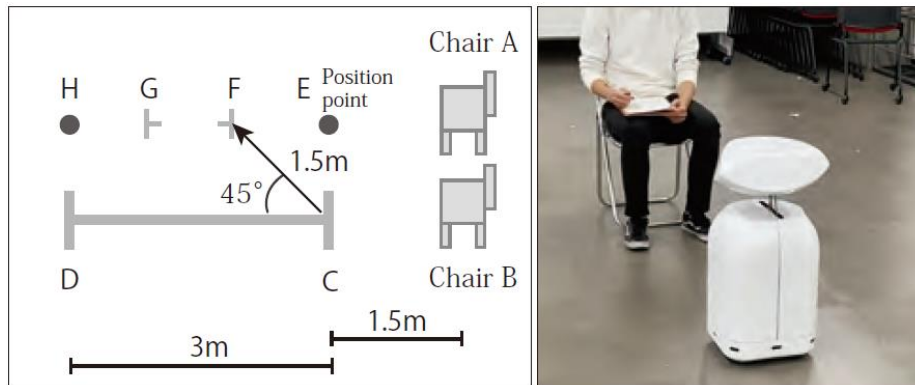 Chair A
H G F E Position
point
1.5m
45°
D C Chair B
1.5m
3m